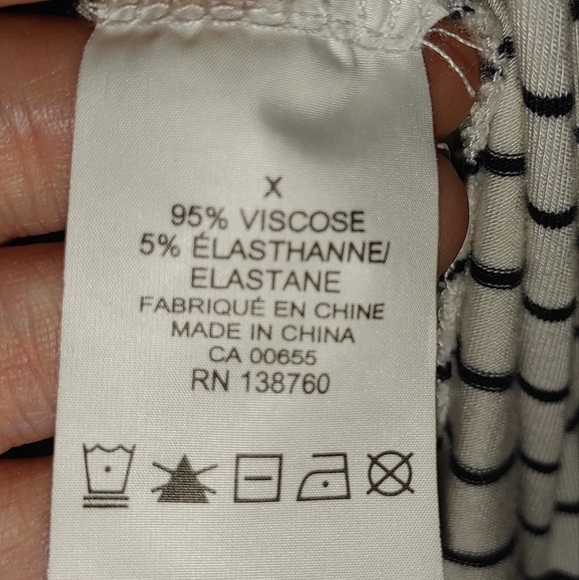 X
95% VISCOSE
5% ÉLASTHANNE/
ELASTANE
FABRIQUÉ EN CHINE
MADE IN CHINA
CA 00655
RN 138760